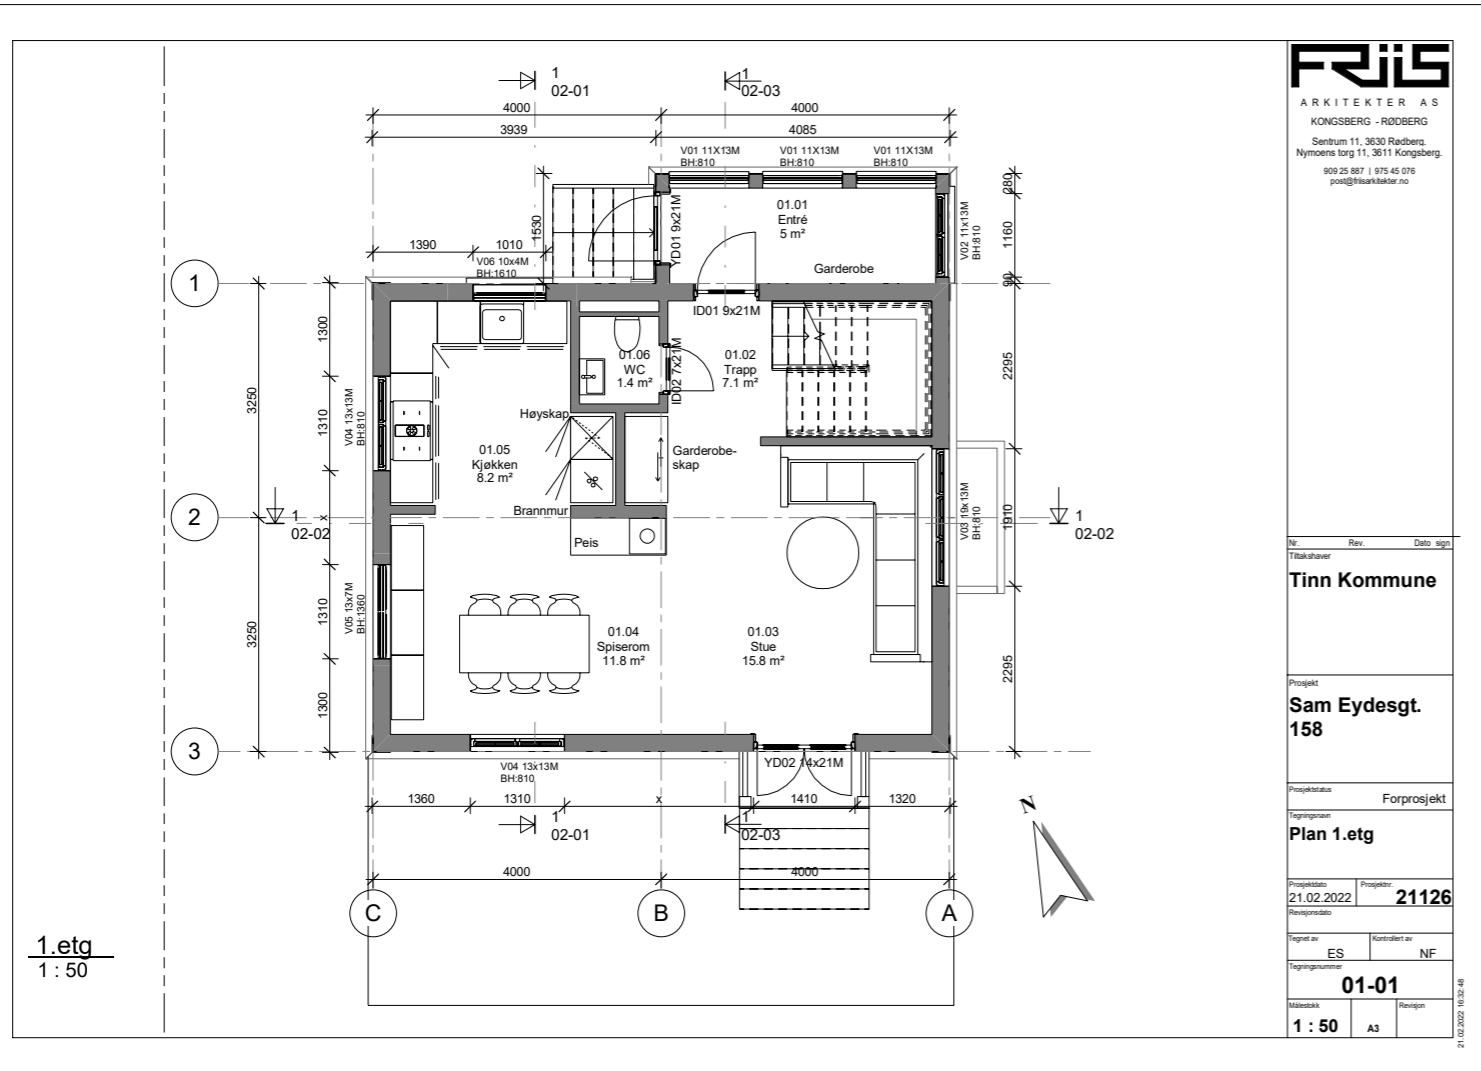 1
02-01
1
02-03
4000
4000
3939
4085
V01 11X13M
BH:810
V01 11X13M
BH:810
V01 11X13M
BH:810
280
1160
90
V02 11x13M
BH:810
01.01
Entré
5 m²
Garderobe
YD01 9x21M
1530
1390
1010
V06 10x4M
BH:1610
ID01 9x21M
1
2
3
3250
3250
1300
1310
x
1310
1300
V04 13x13M
BH:810
V05 13x7M
BH:1360
01.06
WC
1.4 m²
ID02 7x21M
01.02
Trapp
7.1 m²
2295
1910
2295
V03 19x13M
BH:810
Høyskap
01.05
Kjøkken
8.2 m²
Garderobe-
skap
Brannmur
Peis
1
02-02
1
02-02
01.04
Spiserom
11.8 m²
01.03
Stue
15.8 m²
V04 13x13M
BH:810
YD02 14x21M
1360
1310
x
1410
1320
1
02-01
1
02-03
4000
4000
C
B
A
N
1.etg
1 : 50
FRIIS
ARKITEKTER AS
KONGSBERG - RØDBERG
Sentrum 11, 3630 Rødberg.
Nymoens torg 11, 3611 Kongsberg.
909 25 887 | 975 45 076
post@friisarkitekter.no
Nr. Rev. Dato sign
Tiltakshaver
Tinn Kommune
Prosjekt
Sam Eydesgt.
158
Prosjektstatus
Forprosjekt
Tegningsnavn
Plan 1.etg
Prosjektdato Prosjektnr.
21.02.2022 21126
Revisjonsdato
Tegnet av Kontrollert av
ES NF
Tegningsnummer
01-01
Målestokk Revisjon
1 : 50 A3
21.02.2022 16:32:48